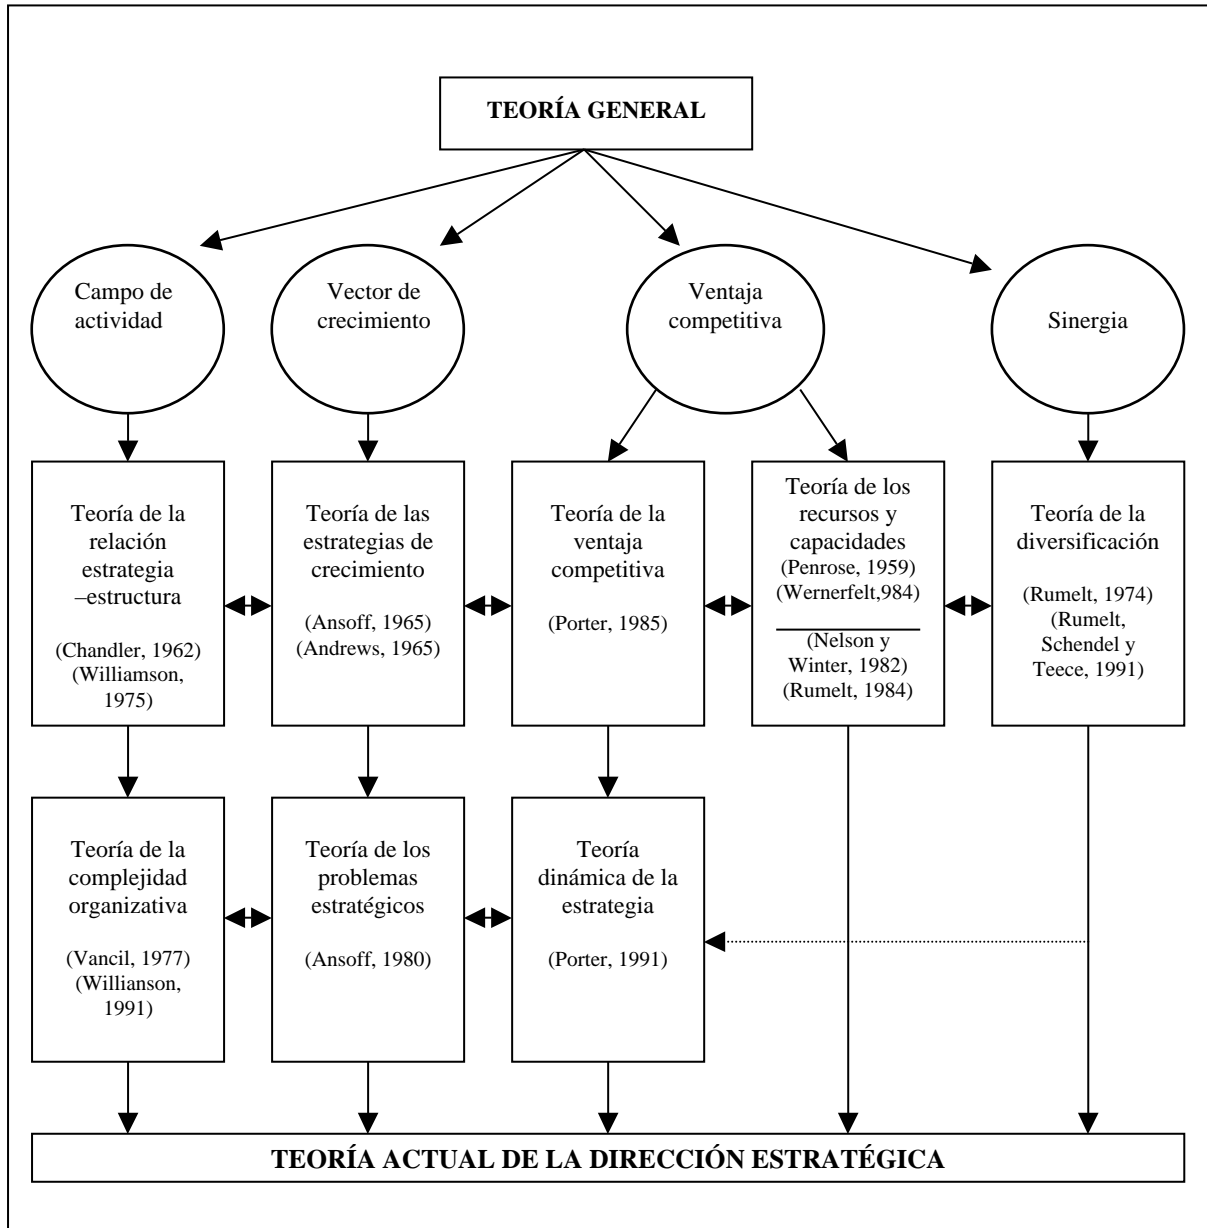 TEORÍA GENERAL
Campo de
actividad
Vector de
crecimiento
Ventaja
competitiva
Sinergia
Teoría de la
relación
estrategia
–estructura
(Chandler, 1962)
(Williamson,
1975)
Teoría de las
estrategias de
crecimiento
(Ansoff, 1965)
(Andrews, 1965)
Teoría de la
ventaja
competitiva
(Porter, 1985)
Teoría de los
recursos y
capacidades
(Penrose, 1959)
(Wernerfelt,984)
(Nelson y
Winter, 1982)
(Rumelt, 1984)
Teoría de la
diversificación
(Rumelt, 1974)
(Rumelt,
Schendel y
Teece, 1991)
Teoría de la
complejidad
organizativa
(Vancil, 1977)
(Willianson,
1991)
Teoría de los
problemas
estratégicos
(Ansoff, 1980)
Teoría
dinámica de la
estrategia
(Porter, 1991)
TEORÍA ACTUAL DE LA DIRECCIÓN ESTRATÉGICA